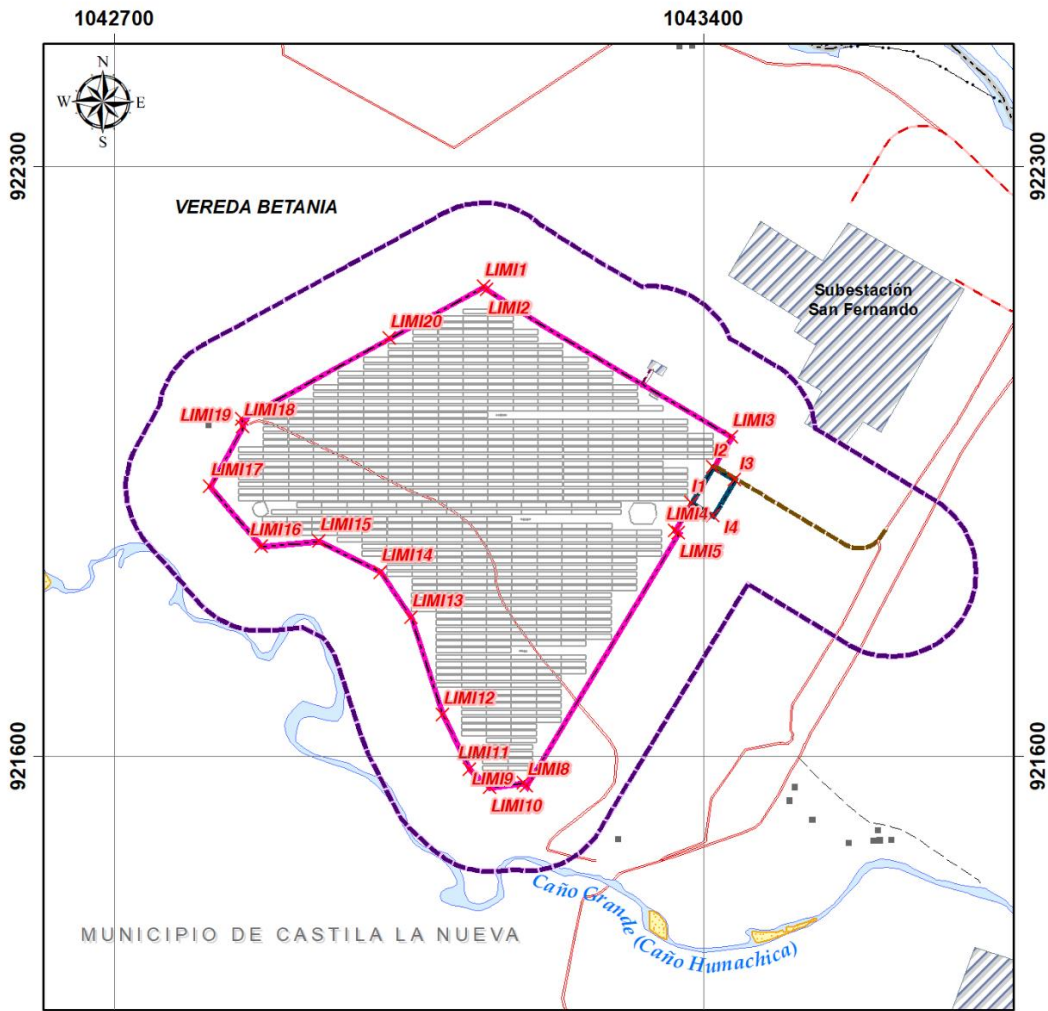 1042700
1043400
922300
922300
N
W
E
S
VEREDA BETANIA
LIMI1
LIMI2
Subestación
San Fernando
LIMI20
LIMI19
LIMI18
LIMI3
I2
I3
LIMI17
I1
I4
LIMI4
LIMI5
LIMI16
LIMI15
LIMI14
LIMI13
LIMI12
921600
921600
LIMI11
LIMI9
LIMI8
LIMI10
Caño Grande (Caño Humachica)
MUNICIPIO DE CASTILA LA NUEVA